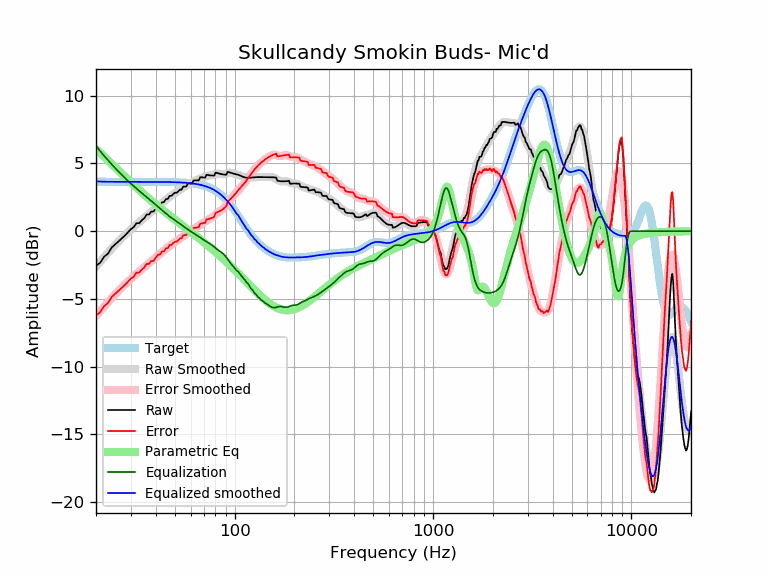 Skullcandy Smokin Buds- Mic'd
Amplitude (dBr)
10
5
0
−5
−10
−15
−20
Target
Raw Smoothed
Error Smoothed
Raw
Error
Parametric Eq
Equalization
Equalized smoothed
100
1000
10000
Frequency (Hz)